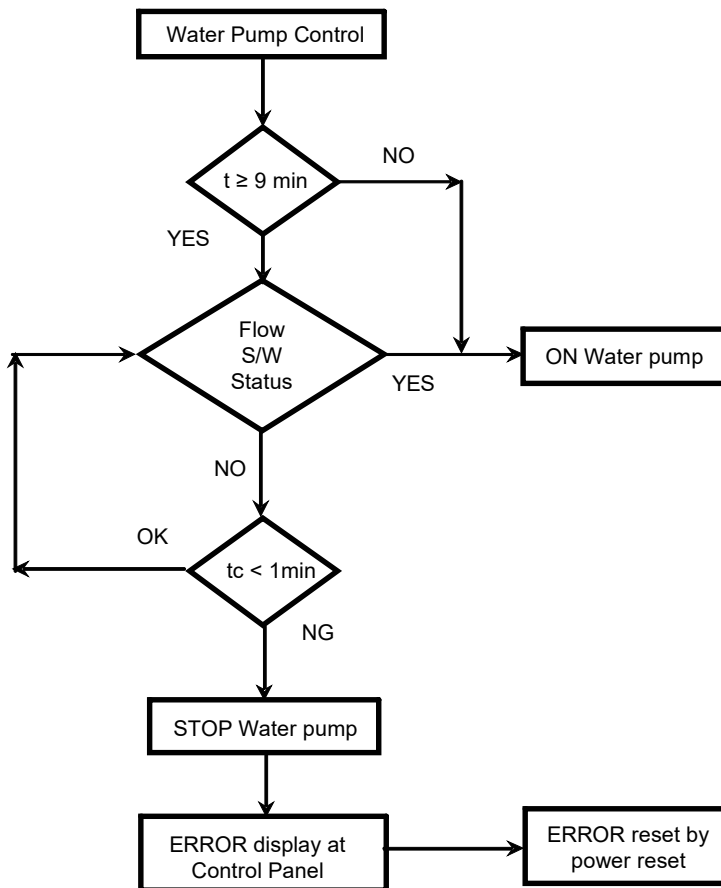 Water Pump Control
NO
t ≥ 9 min
YES
Flow
S/W
Status
ON Water pump
YES
NO
OK
tc < 1min
NG
STOP Water pump
ERROR display at
Control Panel
ERROR reset by
power reset